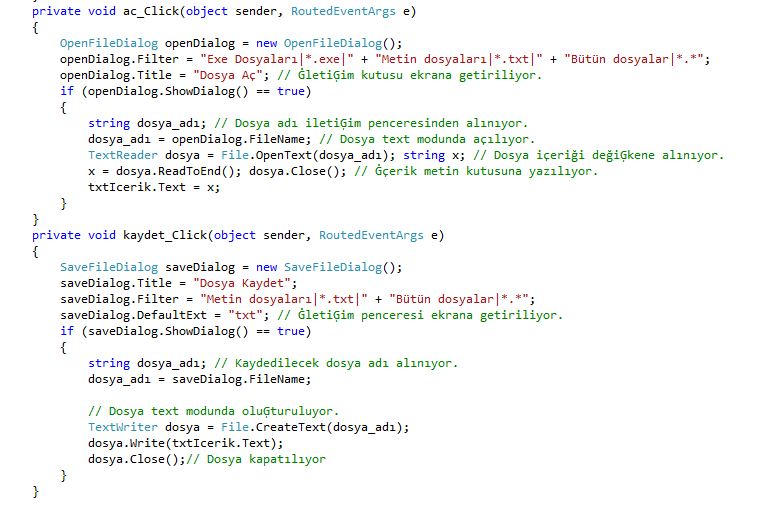 private void ac_Click(object sender, RoutedEventArgs e)
{
OpenFileDialog openDialog = new OpenFileDialog();
openDialog.Filter = "Exe Dosyaları|*.exe|" + "Metin dosyaları|*.txt|" + "Bütün dosyalar|*.*";
openDialog.Title = "Dosya Aç"; // ĠletiĢim kutusu ekrana getiriliyor.
if (openDialog.ShowDialog() == true)
{
string dosya_adı; // Dosya adı iletiĢim penceresinden alınıyor.
dosya_adı = openDialog.FileName; // Dosya text modunda açılıyor.
TextReader dosya = File.OpenText(dosya_adı); string x; // Dosya içeriği değiĢkene alınıyor.
x = dosya.ReadToEnd(); dosya.Close(); // Ġçerik metin kutusuna yazılıyor.
txtIcerik.Text = x;
}
}
private void kaydet_Click(object sender, RoutedEventArgs e)
{
SaveFileDialog saveDialog = new SaveFileDialog();
saveDialog.Title = "Dosya Kaydet";
saveDialog.Filter = "Metin dosyaları|*.txt|" + "Bütün dosyalar|*.*";
saveDialog.DefaultExt = "txt"; // ĠletiĢim penceresi ekrana getiriliyor.
if (saveDialog.ShowDialog() == true)
{
string dosya_adı; // Kaydedilecek dosya adı alınıyor.
dosya_adı = saveDialog.FileName;
// Dosya text modunda oluĢturuluyor.
TextWriter dosya = File.CreateText(dosya_adı);
dosya.Write(txtIcerik.Text);
dosya.Close();// Dosya kapatılıyor
}
}